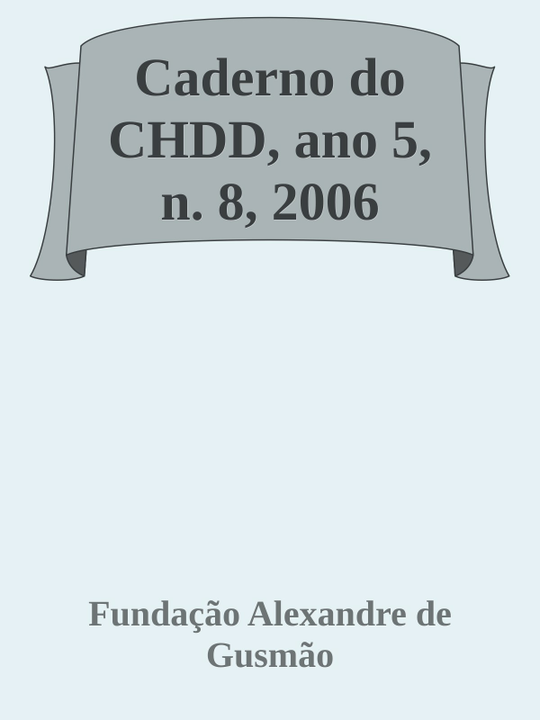 Caderno do
CHDD, ano 5,
n. 8, 2006
Fundação Alexandre de
Gusmão